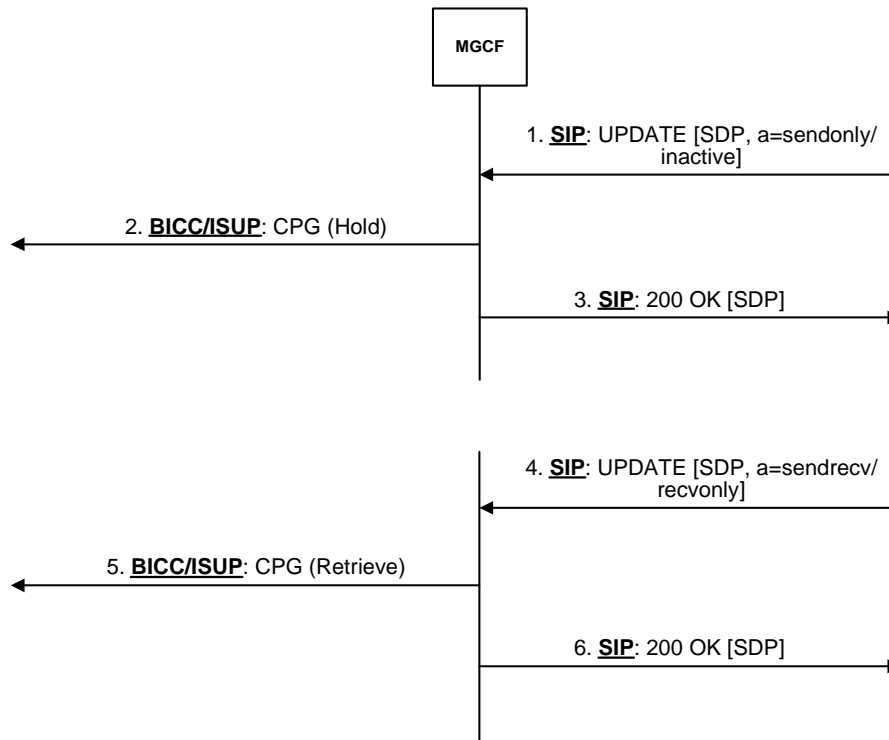 MGCF
1. SIP: UPDATE [SDP, a=sendonly/
inactive]
2. BICC/ISUP: CPG (Hold)
3. SIP: 200 OK [SDP]
4. SIP: UPDATE [SDP, a=sendrecv/
recvonly]
5. BICC/ISUP: CPG (Retrieve)
6. SIP: 200 OK [SDP]